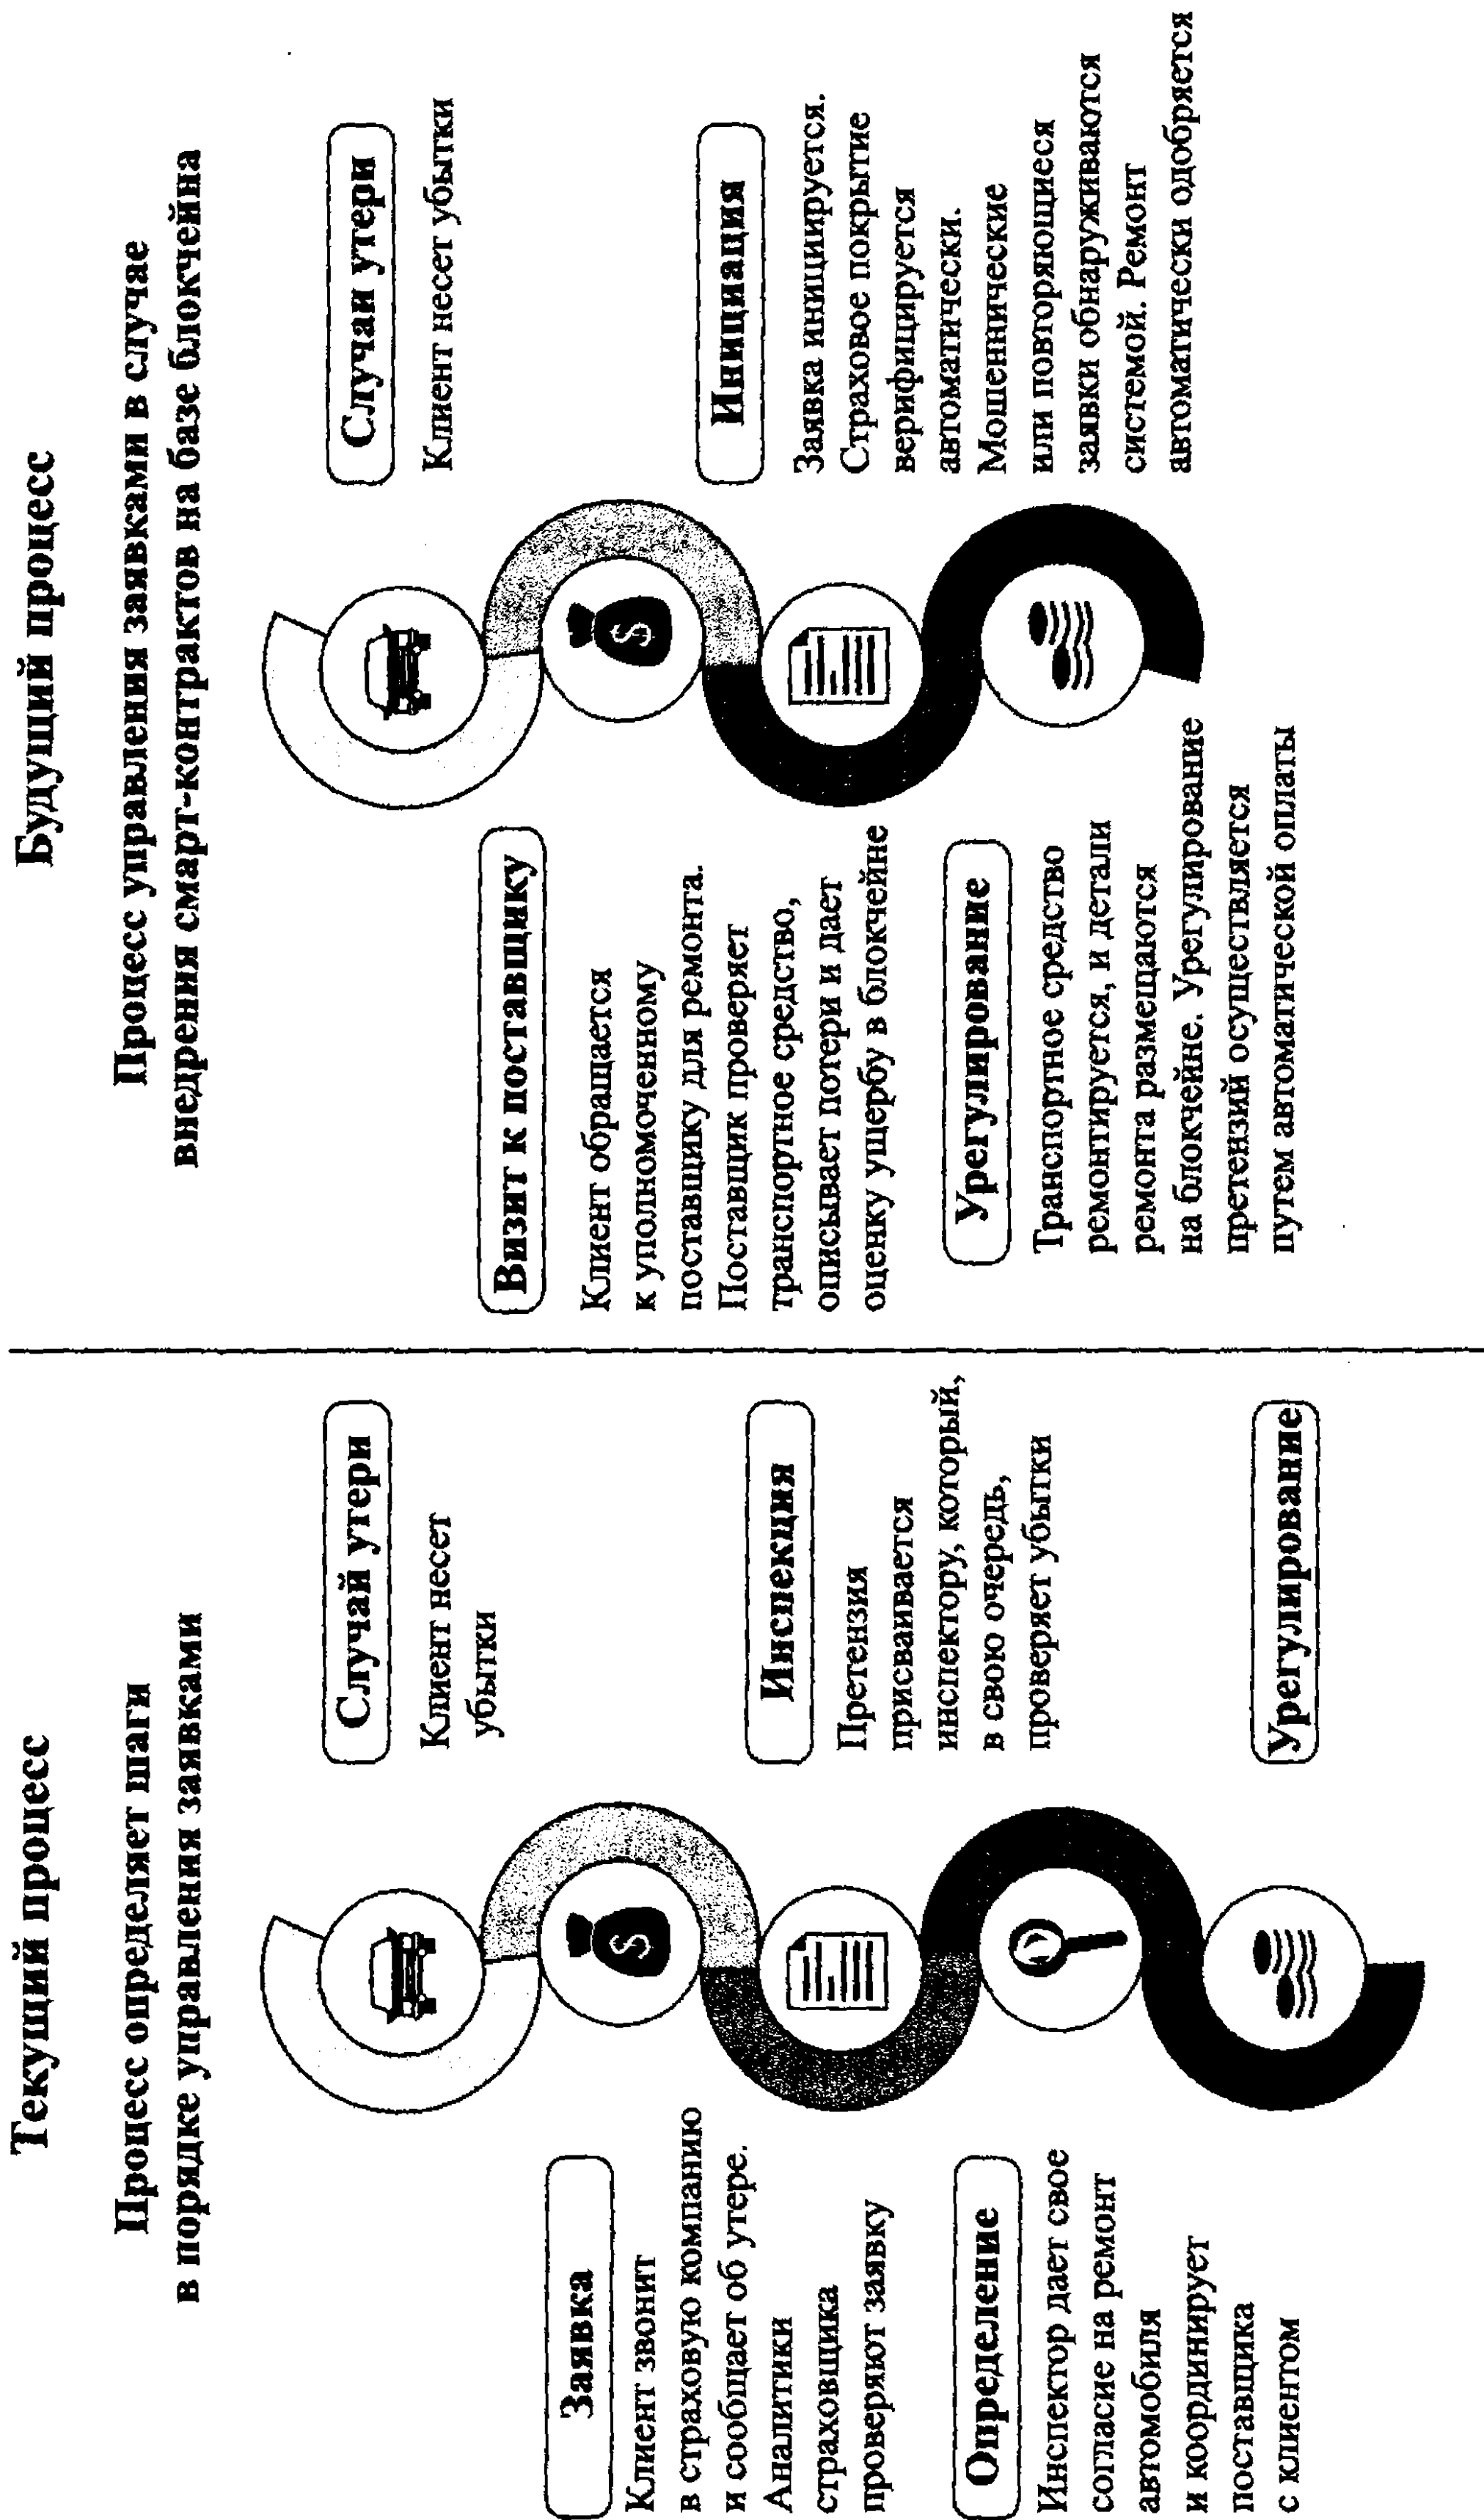 Текущий процесс
Процесс определяет шаги
в порядке управления заявками
Случай утери
Клиент несет
убытки
Заявка
Клиент звонит
в страховую компанию
и сообщает об утере.
Аналитики
страховщика
проверяют заявку
Инспекция
Претензия
присваивается
инспектору, который,
в свою очередь,
проверяет убытки
Определение
Инспектор дает свое
согласие на ремонт
автомобиля
и координирует
поставщика
с клиентом
Урегулирование
Будущий процесс
Процесс управления заявками в случае
внедрения смарт-контрактов на базе блокчейна
Случаи утери
Клиент несет убытки
Визит к поставщику
Клиент обращается
к уполномоченному
поставщику для ремонта.
Поставщик проверяет
транспортное средство,
описывает потери и дает
оценку ущербу в блокчейне
Инициация
Заявка инициируется.
Страховое покрытие
верифицируется
автоматически.
Мошеннические
или повторяющиеся
заявки обнаруживаются
системой. Ремонт
автоматически одобряется
Урегулирование
Транспортное средство
ремонтируется, и детали
ремонта размещаются
на блокчейне. Урегулирование
претензий осуществляется
путем автоматической оплаты
$
$